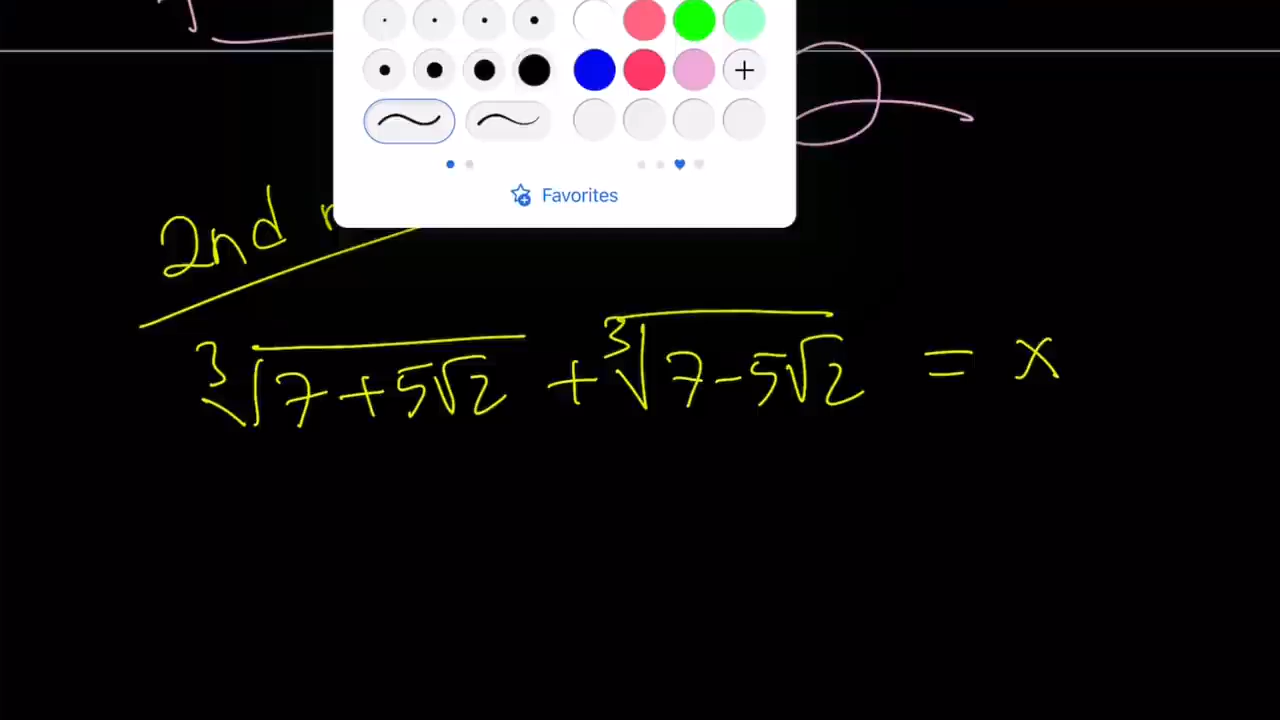 Favorites
2nd
∛(7+5√2) + ∛(7-5√2) = x